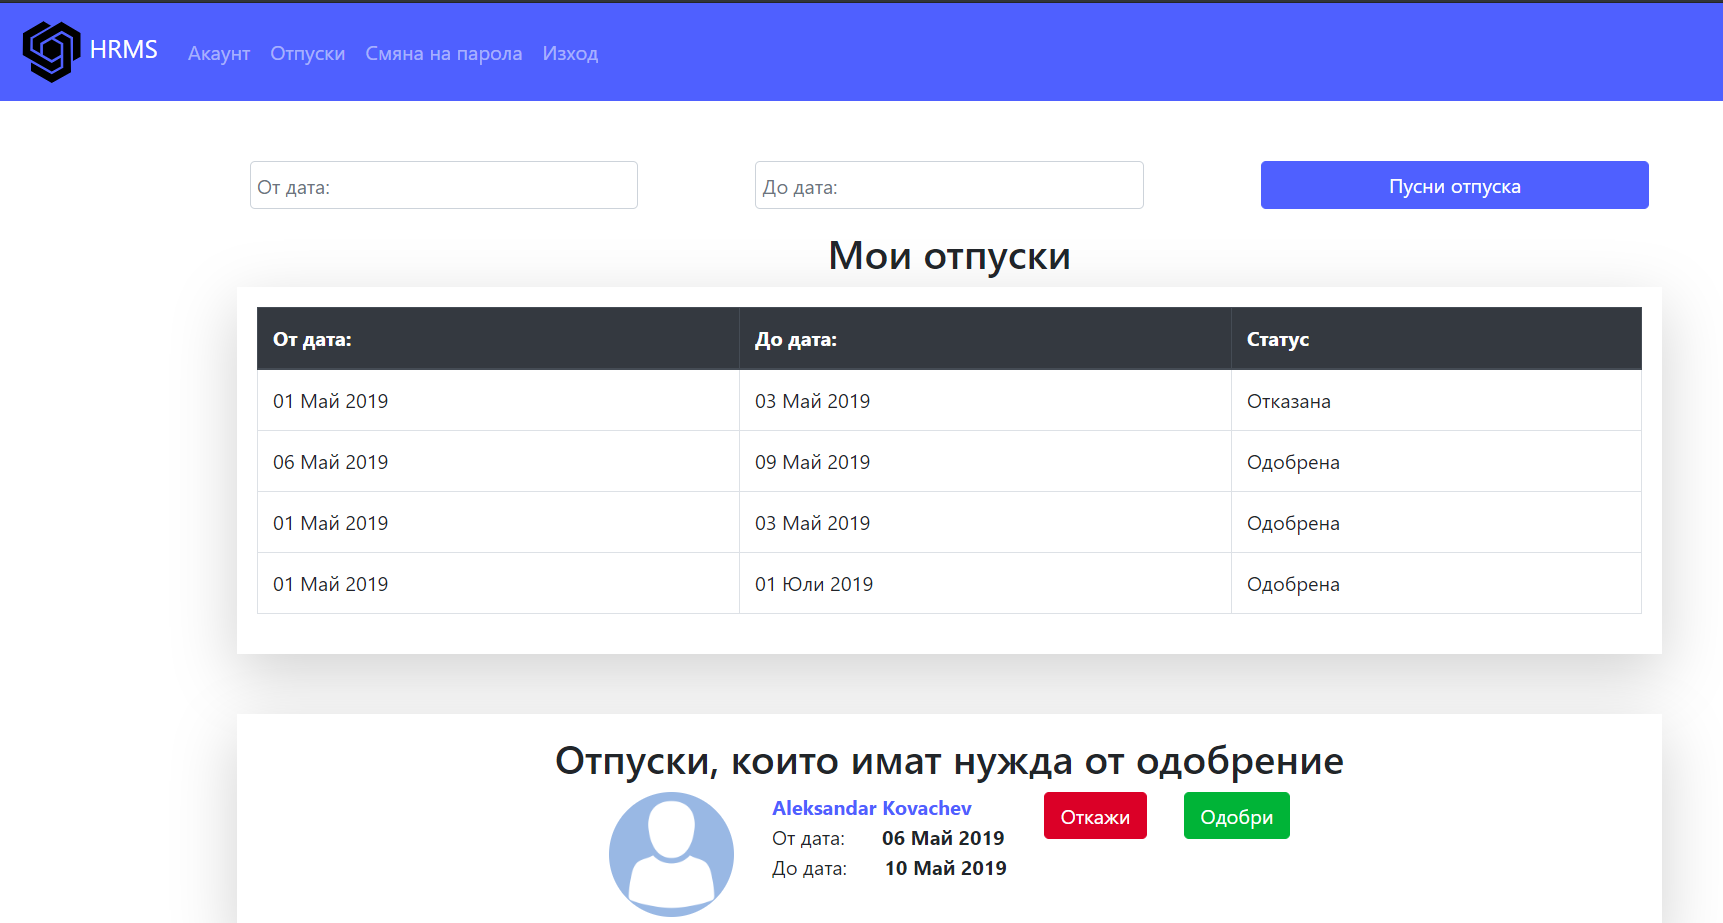 HRMS Акаунт Отпуски Смяна на парола Изход
От дата: До дата: Пусни отпуска
Мои отпуски
От дата: До дата: Статус
01 Май 2019 03 Май 2019 Отказана
06 Май 2019 09 Май 2019 Одобрена
01 Май 2019 03 Май 2019 Одобрена
01 Май 2019 01 Юли 2019 Одобрена
Отпуски, които имат нужда от одобрение
Aleksandar Kovachev Откажи Одобри
От дата: 06 Май 2019
До дата: 10 Май 2019